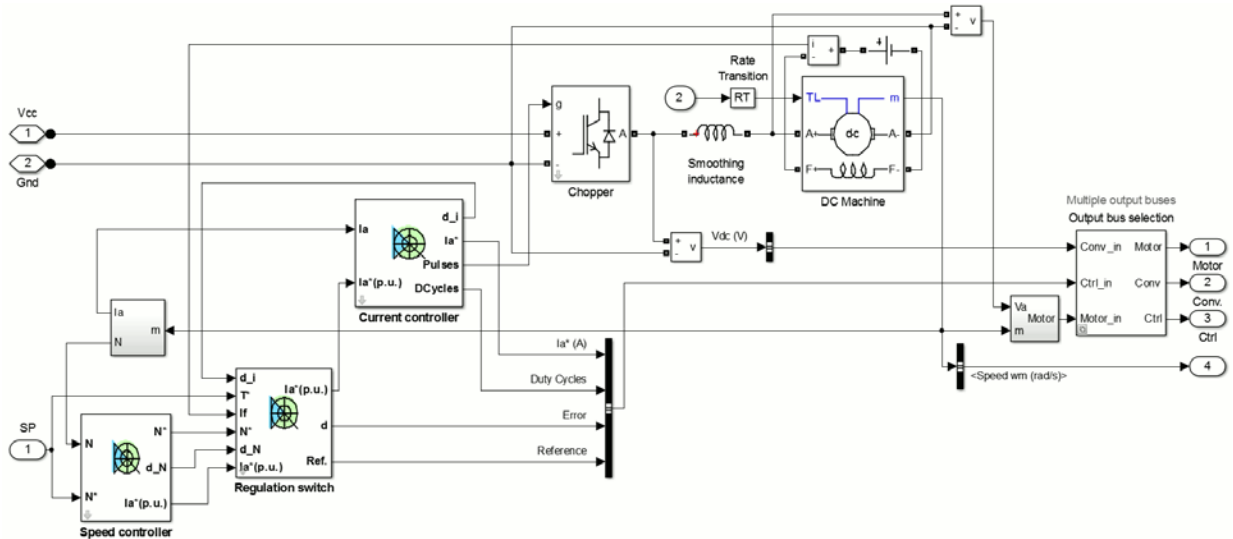 Vcc
1
2
Gnd
g
+
-
A
Chopper
Rate
Transition
2
RT
Smoothing
inductance
i
+
-
+
TL
m
A+
dc
A-
F+
F-
DC Machine
+
-
v
d_i
Ia
Ia*
Pulses
Ia*(p.u.)
DCycles
Current controller
+
-
v
Vdc (V)
Multiple output buses
Output bus selection
Conv_in
Motor
Ctrl_in
Conv
Motor_in
Ctrl
1
Motor
2
Conv.
3
Ctrl
4
Va
Motor
m
<Speed wm (rad/s)>
Ia
N
m
Ia* (A)
Duty Cycles
Error
Reference
d_i
T*
If
N*
d_N
Ia*(p.u.)
Ia*(p.u.)
d
Ref.
Regulation switch
SP
1
N
N*
N*
d_N
Ia*(p.u.)
Speed controller